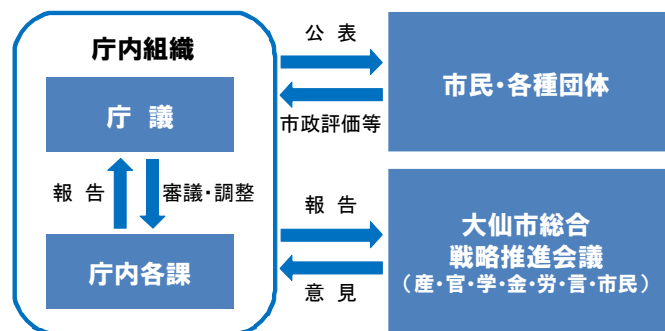 庁内組織
庁 議
報 告
審議・調整
庁内各課
公 表
市政評価等
市民・各種団体
報 告
意 見
大仙市総合
戦略推進会議
（産・官・学・金・労・言・市民）